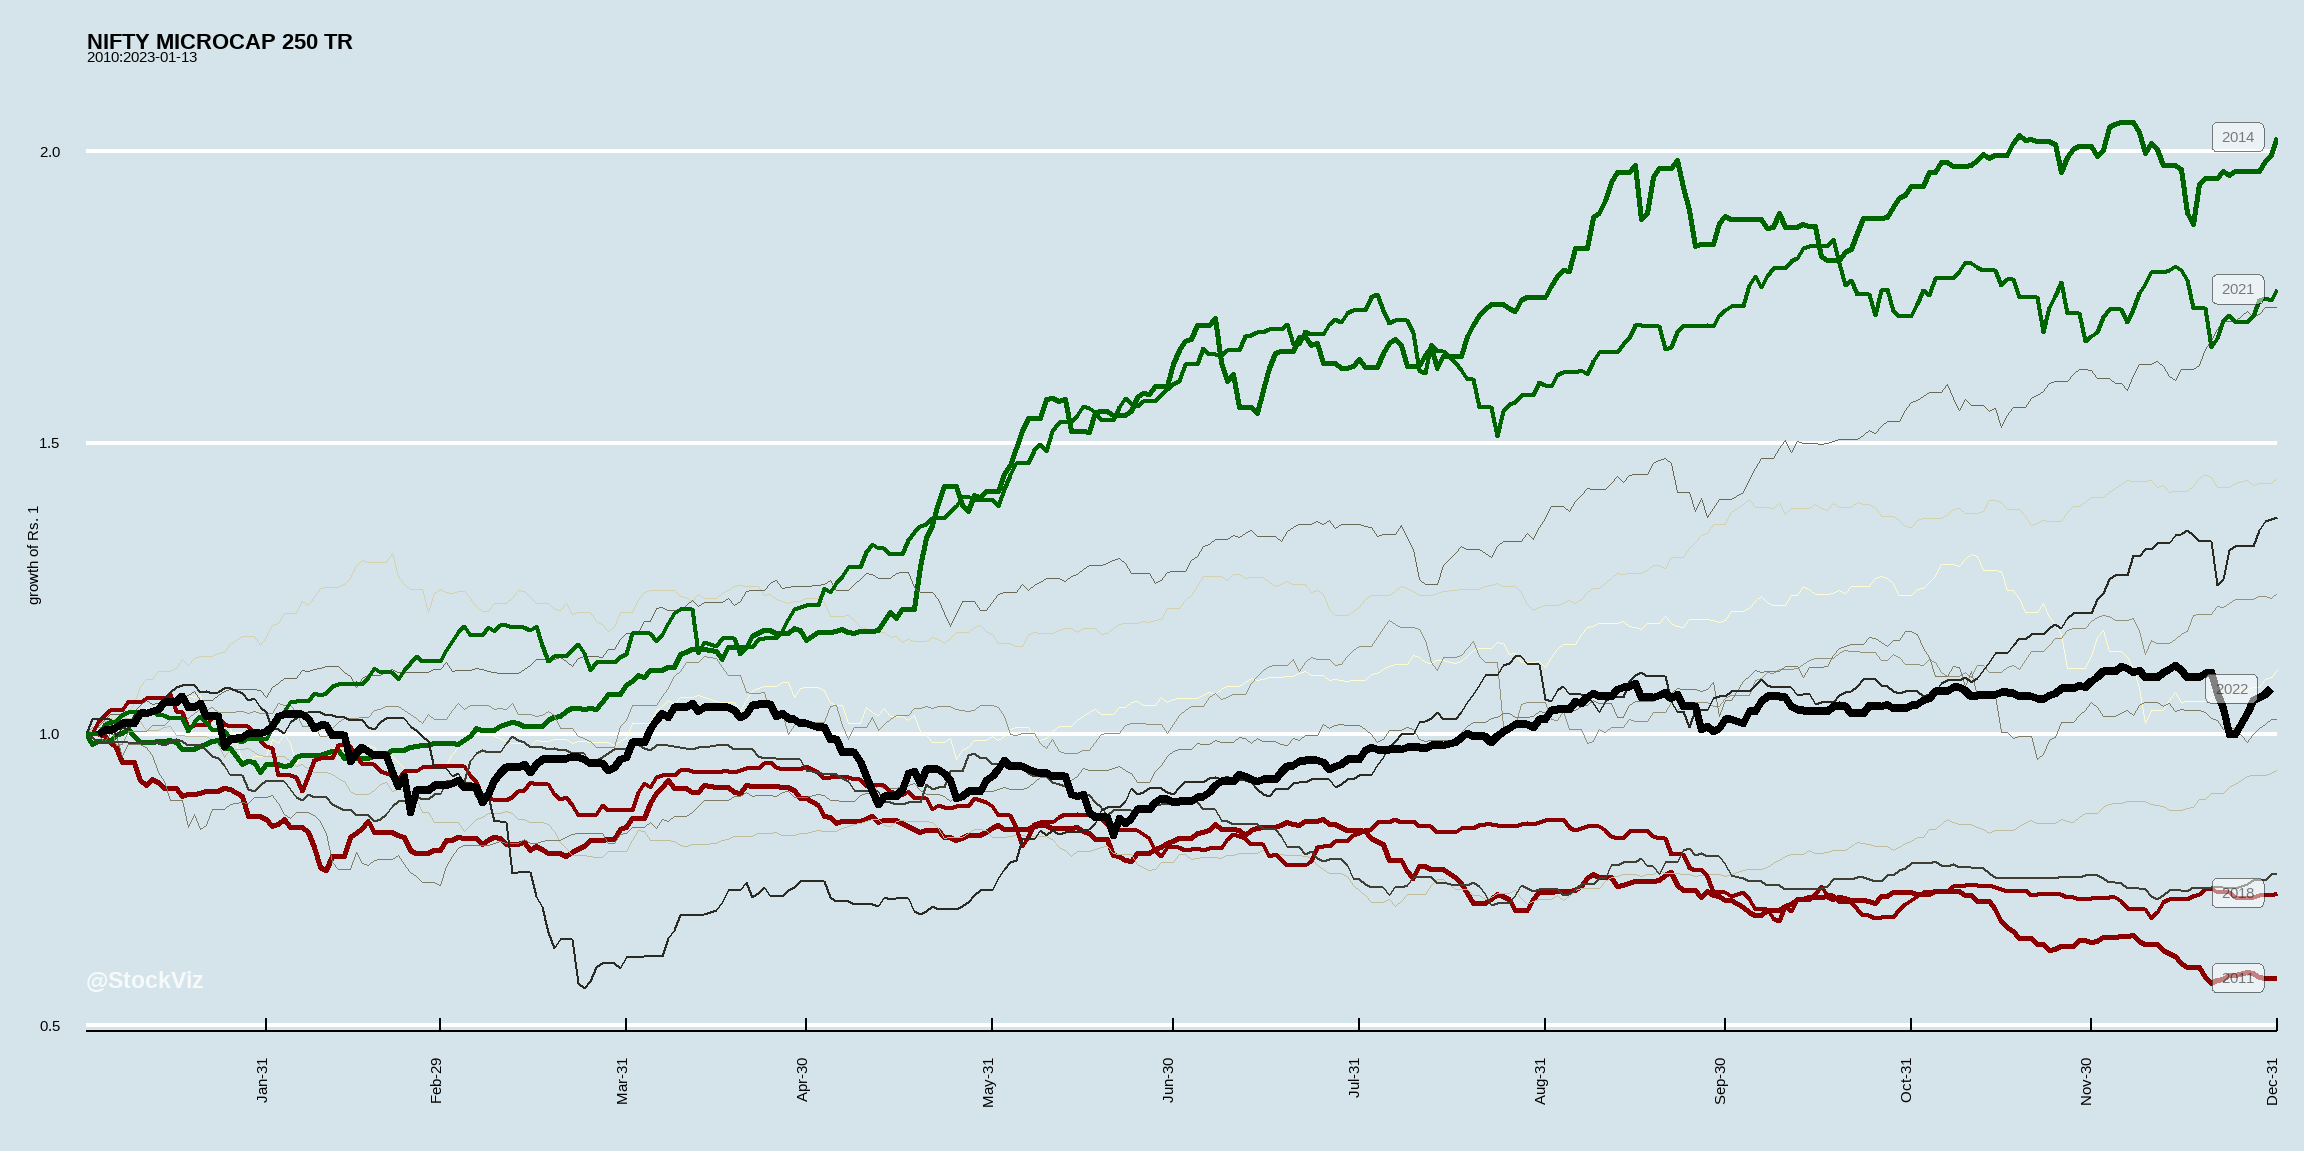 NIFTY MICROCAP 250 TR
2010:2023-01-13
2.0
2014
2021
1.5
growth of Rs. 1
1.0
2022
2018
@StockViz
2011
0.5
Jan-31
Feb-29
Mar-31
Apr-30
May-31
Jun-30
Jul-31
Aug-31
Sep-30
Oct-31
Nov-30
Dec-31